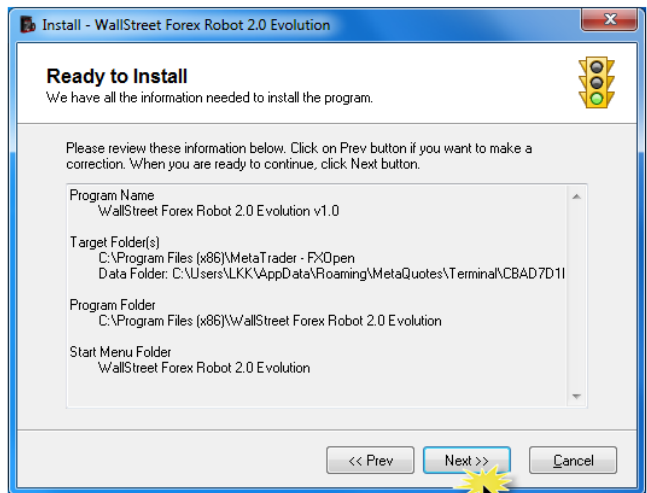 Install - WallStreet Forex Robot 2.0 Evolution
X
Ready to Install
We have all the information needed to install the program.
Please review these information below. Click on Prev button if you want to make a
correction. When you are ready to continue, click Next button.
Program Name
WallStreet Forex Robot 2.0 Evolution v1.0
Target Folder(s)
C:\Program Files (x86)\MetaTrader - FXOpen
Data Folder: C:\Users\LKK\AppData\Roaming\MetaQuotes\Terminal\CBAD7D1
Program Folder
C:\Program Files (x86)\WallStreet Forex Robot 2.0 Evolution
Start Menu Folder
WallStreet Forex Robot 2.0 Evolution
<< Prev
Next >>
Cancel